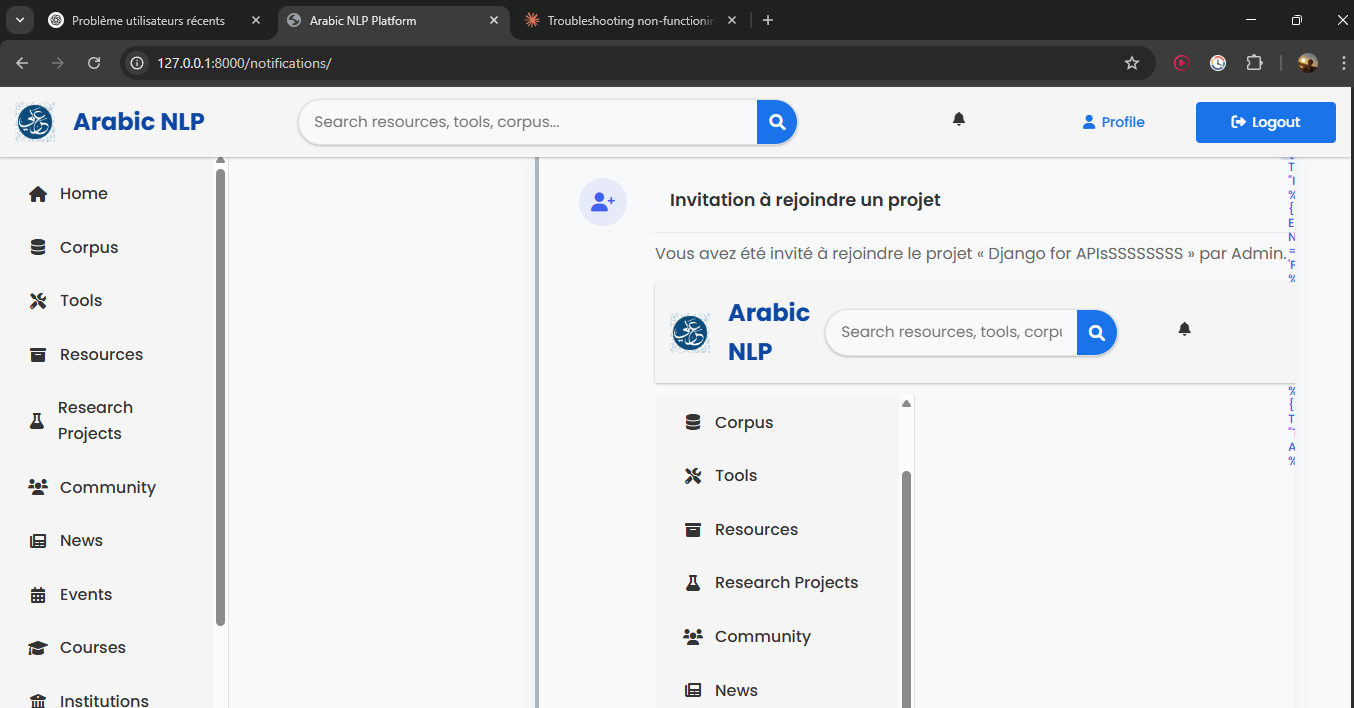 Problème utilisateurs récents
Arabic NLP Platform
Troubleshooting non-functionin
127.0.0.1:8000/notifications/
Arabic NLP
Search resources, tools, corpus...
Profile
Logout
Home
Corpus
Tools
Resources
Research
Projects
Community
News
Events
Courses
Institutions
Invitation à rejoindre un projet
Vous avez été invité à rejoindre le projet « Django for APIsSSSSSSSS » par Admin.
Arabic
NLP
Search resources, tools, corpu
Corpus
Tools
Resources
Research Projects
Community
News
T
"I
%
{
E
N
=
'F
%
%
{
T
A
%